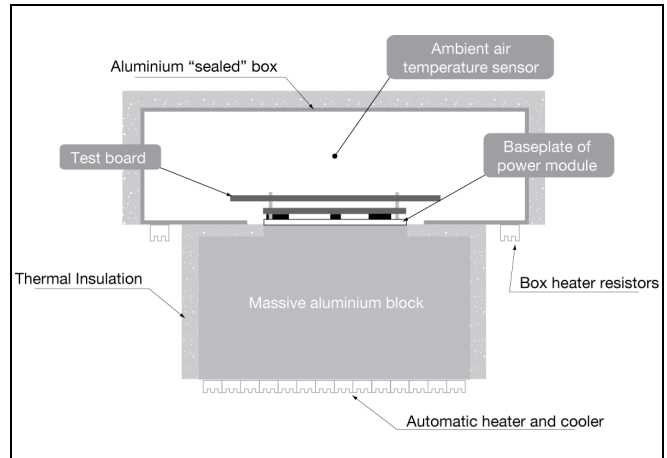 Ambient air
temperature sensor
Aluminium “sealed” box
Test board
Baseplate of
power module
Thermal Insulation
Massive aluminium block
Box heater resistors
Automatic heater and cooler